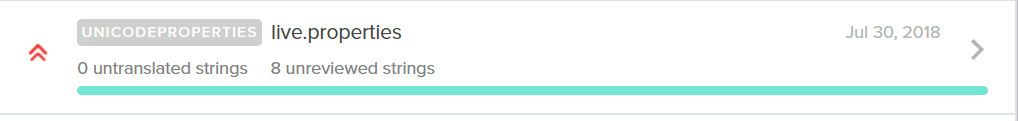 UNICODEPROPERTIES live.properties Jul 30, 2018
0 untranslated strings 8 unreviewed strings